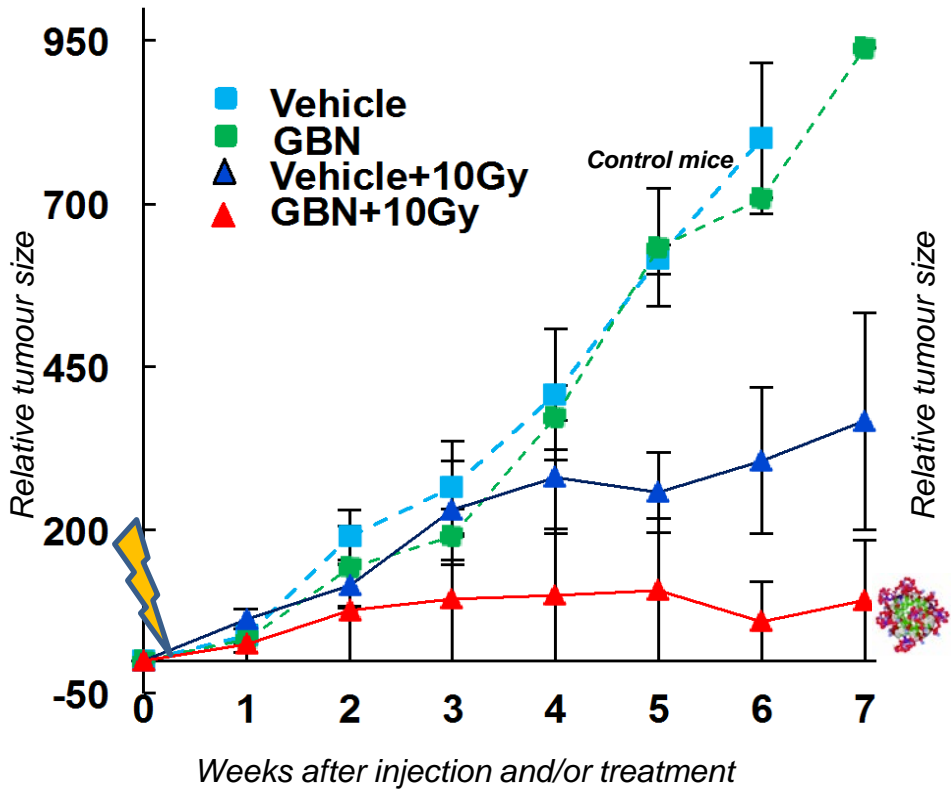 950
700
450
200
-50
Relative tumour size
Vehicle
GBN
Vehicle+10Gy
GBN+10Gy
Control mice
Relative tumour size
0 1 2 3 4 5 6 7
Weeks after injection and/or treatment